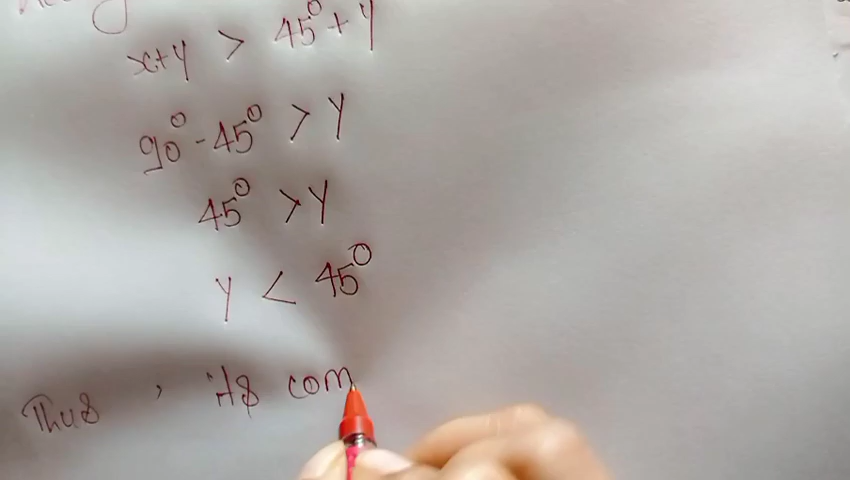 x+y > 45° + y
90° - 45° > y
45° > y
y < 45°
Thus , its com